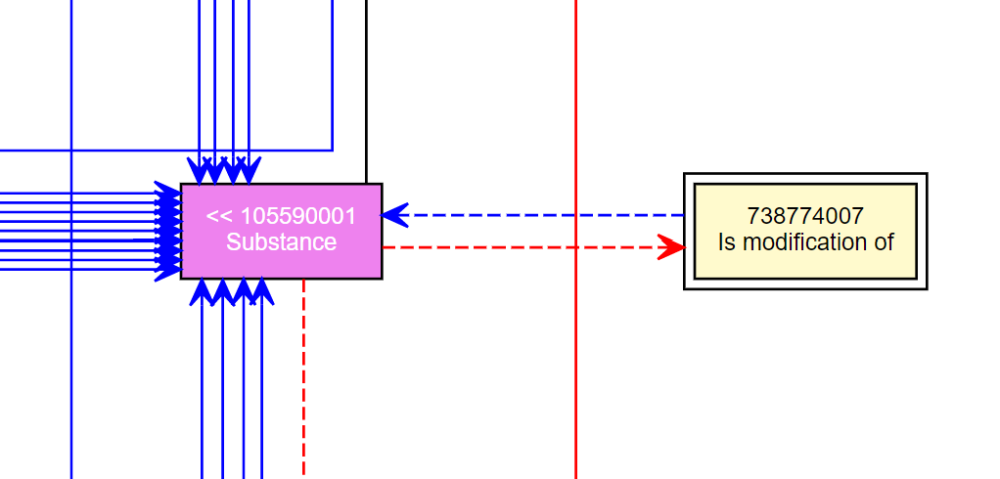 << 105590001
Substance
738774007
Is modification of